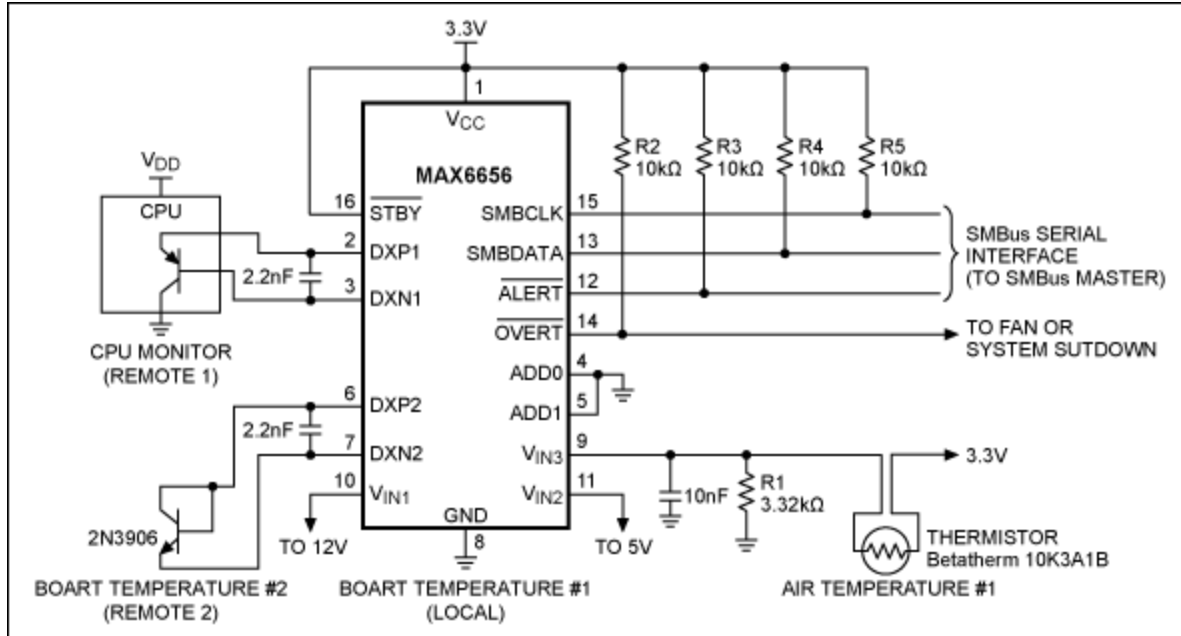 3.3V
1
VCC
MAX6656
R2
10kΩ
R3
10kΩ
R4
10kΩ
R5
10kΩ
VDD
CPU
16
STBY
SMBCLK
15
2
DXP1
SMBDATA
13
2.2nF
3
DXN1
ALERT
12
SMBus SERIAL
INTERFACE
(TO SMBus MASTER)
OVERT
14
TO FAN OR
SYSTEM SUTDOWN
CPU MONITOR
(REMOTE 1)
ADD0
4
ADD1
5
6
DXP2
2.2nF
7
DXN2
VIN3
9
3.3V
10
VIN1
VIN2
11
10nF
R1
3.32kΩ
GND
8
2N3906
TO 12V
TO 5V
THERMISTOR
Betatherm 10K3A1B
BOART TEMPERATURE #2
(REMOTE 2)
BOART TEMPERATURE #1
(LOCAL)
AIR TEMPERATURE #1